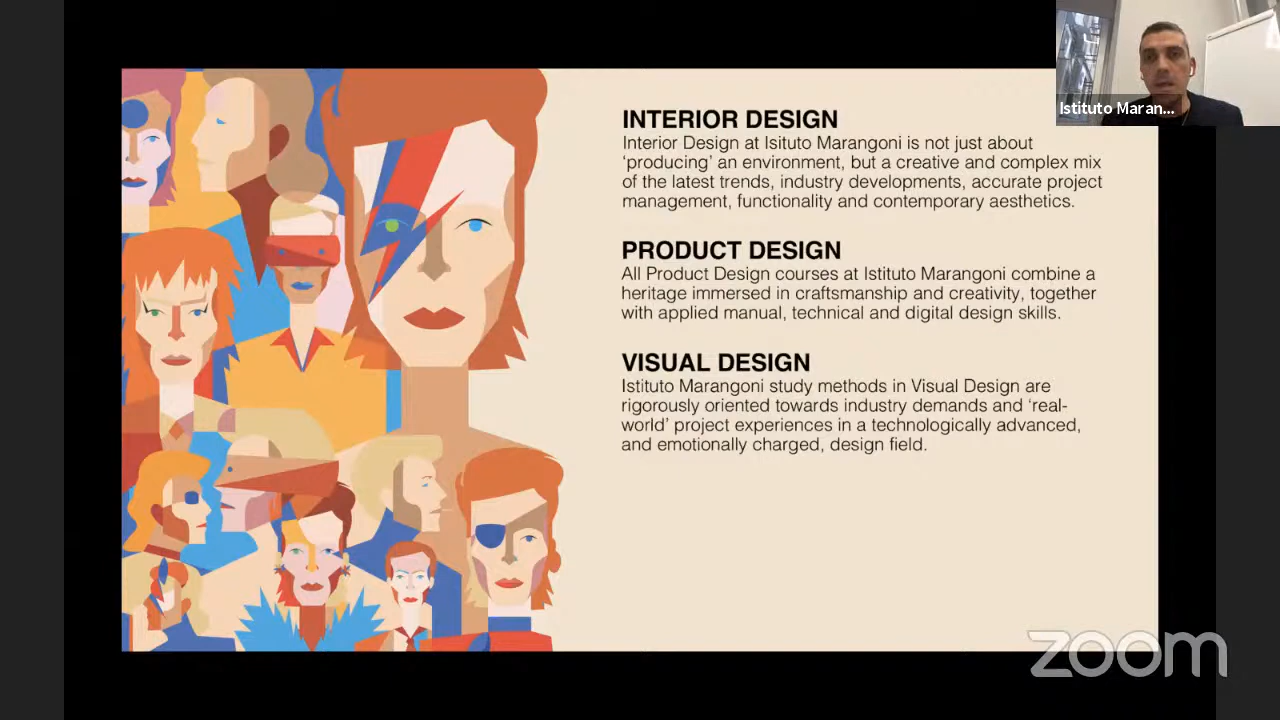 Istituto Maran...
INTERIOR DESIGN
Interior Design at Isituto Marangoni is not just about
‘producing’ an environment, but a creative and complex mix
of the latest trends, industry developments, accurate project
management, functionality and contemporary aesthetics.
PRODUCT DESIGN
All Product Design courses at Istituto Marangoni combine a
heritage immersed in craftsmanship and creativity, together
with applied manual, technical and digital design skills.
VISUAL DESIGN
Istituto Marangoni study methods in Visual Design are
rigorously oriented towards industry demands and ‘real-
world’ project experiences in a technologically advanced,
and emotionally charged, design field.
zoom